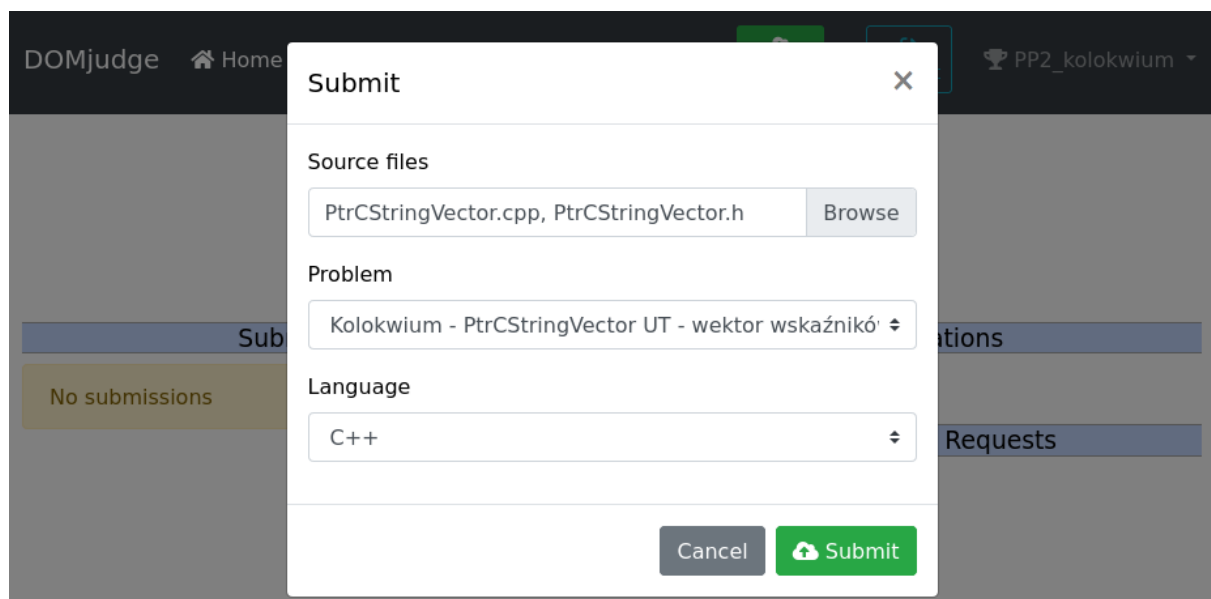 DOMjudge Home PP2_kolokwium
Submit ×
Source files
PtrCStringVector.cpp, PtrCStringVector.h Browse
Problem
Kolokwium - PtrCStringVector UT - wektor wskaźnikó
Sub ations
No submissions
Language
C++
Requests
Cancel Submit